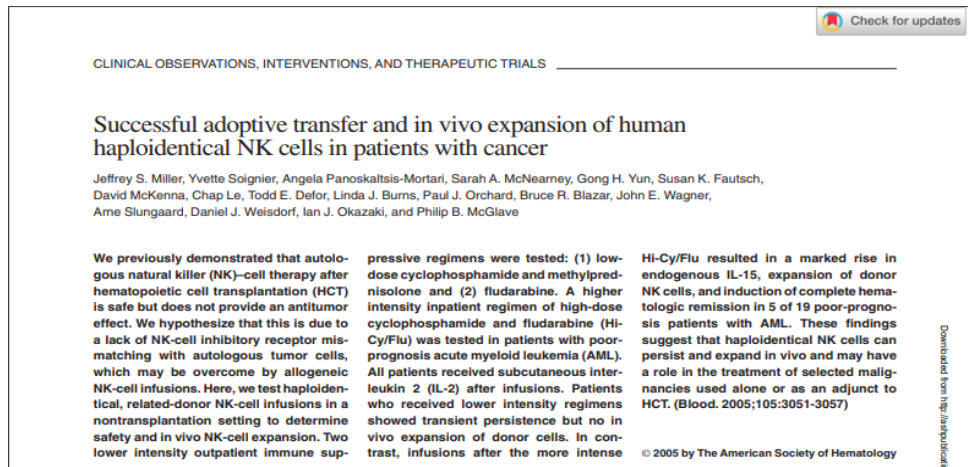 Check for updates
CLINICAL OBSERVATIONS, INTERVENTIONS, AND THERAPEUTIC TRIALS
Successful adoptive transfer and in vivo expansion of human
haploidentical NK cells in patients with cancer
Jeffrey S. Miller, Yvette Soignier, Angela Panoskaltsis-Mortari, Sarah A. McNearney, Gong H. Yun, Susan K. Fautsch,
David McKenna, Chap Le, Todd E. Defor, Linda J. Burns, Paul J. Orchard, Bruce R. Blazar, John E. Wagner,
Arne Slungaard, Daniel J. Weisdorf, Ian J. Okazaki, and Philip B. McGlave
We previously demonstrated that autolo-
gous natural killer (NK)–cell therapy after
hematopoietic cell transplantation (HCT)
is safe but does not provide an antitumor
effect. We hypothesize that this is due to
a lack of NK-cell inhibitory receptor mis-
matching with autologous tumor cells,
which may be overcome by allogeneic
NK-cell infusions. Here, we test haploiden-
tical, related-donor NK-cell infusions in a
nontransplantation setting to determine
safety and in vivo NK-cell expansion. Two
lower intensity outpatient immune sup-
pressive regimens were tested: (1) low-
dose cyclophosphamide and methylpred-
nisolone and (2) fludarabine. A higher
intensity inpatient regimen of high-dose
cyclophosphamide and fludarabine (Hi-
Cy/Flu) was tested in patients with poor-
prognosis acute myeloid leukemia (AML).
All patients received subcutaneous inter-
leukin 2 (IL-2) after infusions. Patients
who received lower intensity regimens
showed transient persistence but no in
vivo expansion of donor cells. In con-
trast, infusions after the more intense
Hi-Cy/Flu resulted in a marked rise in
endogenous IL-15, expansion of donor
NK cells, and induction of complete hema-
tologic remission in 5 of 19 poor-progno-
sis patients with AML. These findings
suggest that haploidentical NK cells can
persist and expand in vivo and may have
a role in the treatment of selected malig-
nancies used alone or as an adjunct to
HCT. (Blood. 2005;105:3051-3057)
© 2005 by The American Society of Hematology
Downloaded from http://ashpublicati